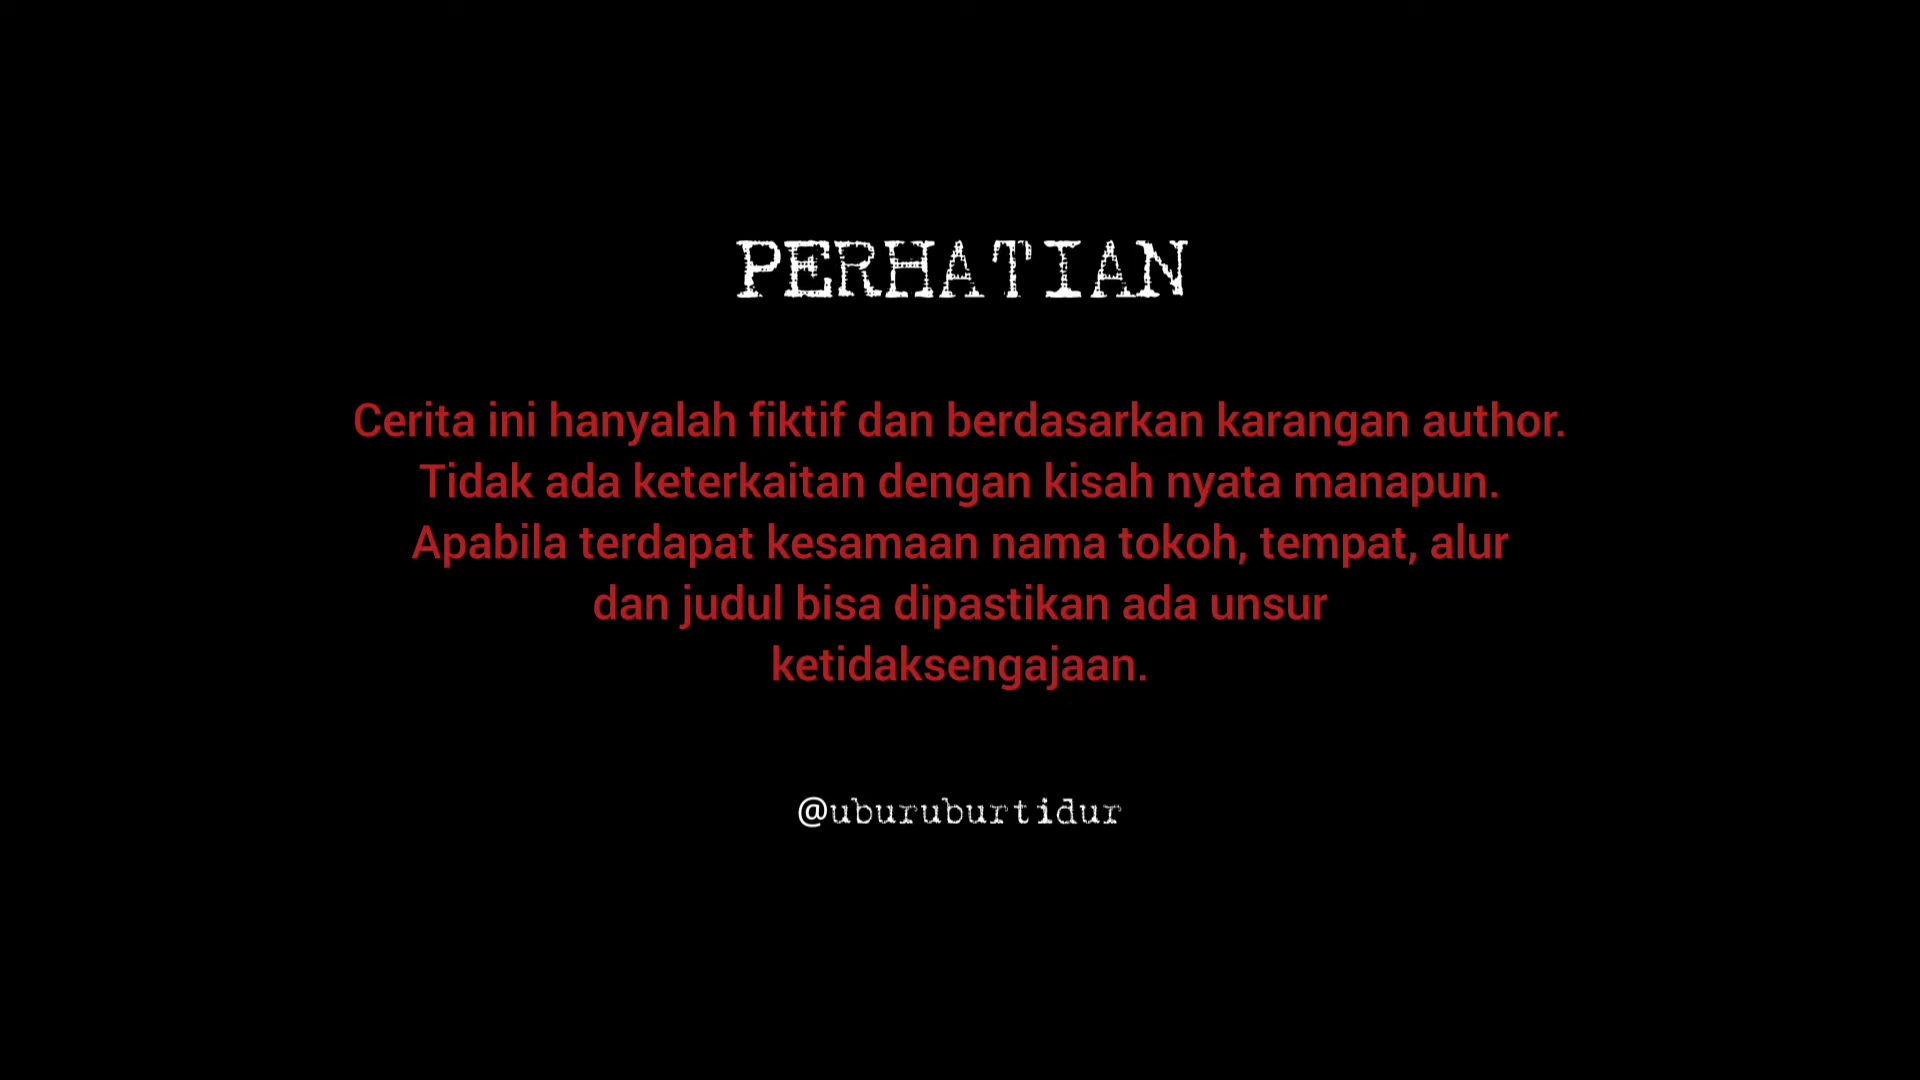 PERHATIAN
Cerita ini hanyalah fiktif dan berdasarkan karangan author.
Tidak ada keterkaitan dengan kisah nyata manapun.
Apabila terdapat kesamaan nama tokoh, tempat, alur
dan judul bisa dipastikan ada unsur
ketidaksengajaan.
@uburuburtidur